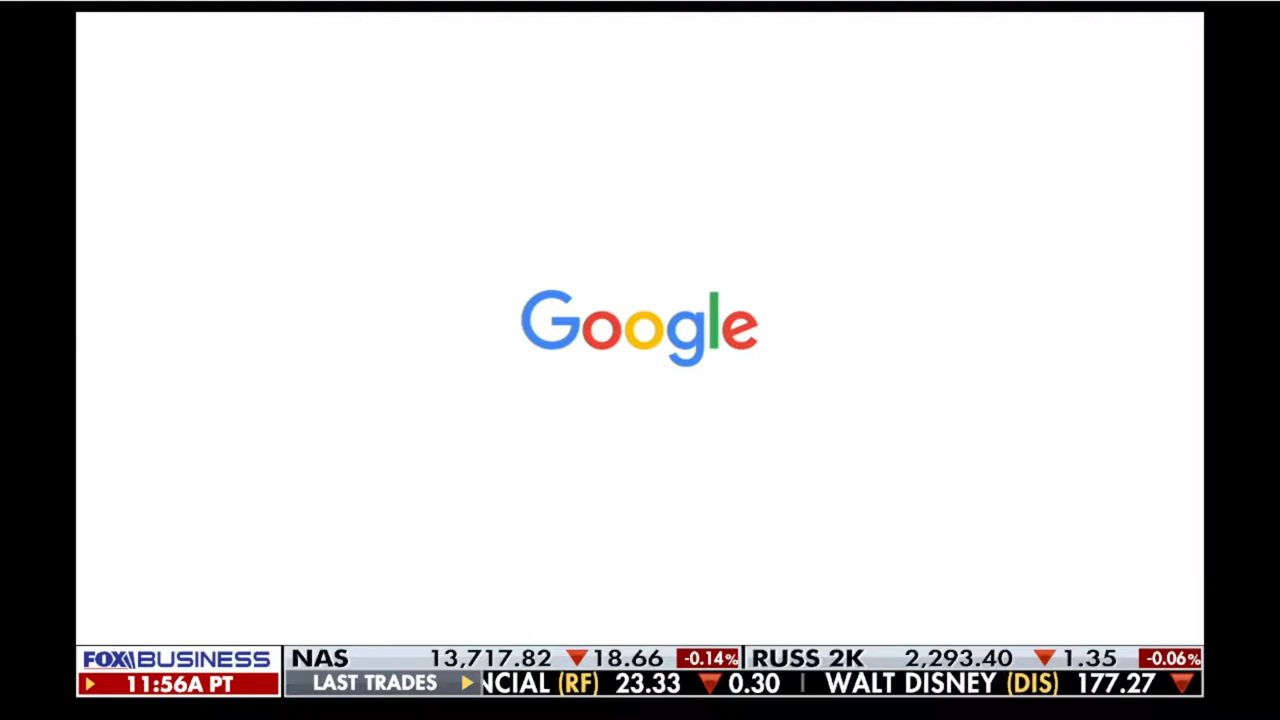 Google
FOX BUSINESS NAS 13,717.82 ▼ 18.66 -0.14% RUSS 2K 2,293.40 ▼ 1.35 -0.06%
11:56A PT LAST TRADES NCIAL (RF) 23.33 ▼ 0.30 | WALT DISNEY (DIS) 177.27 ▼